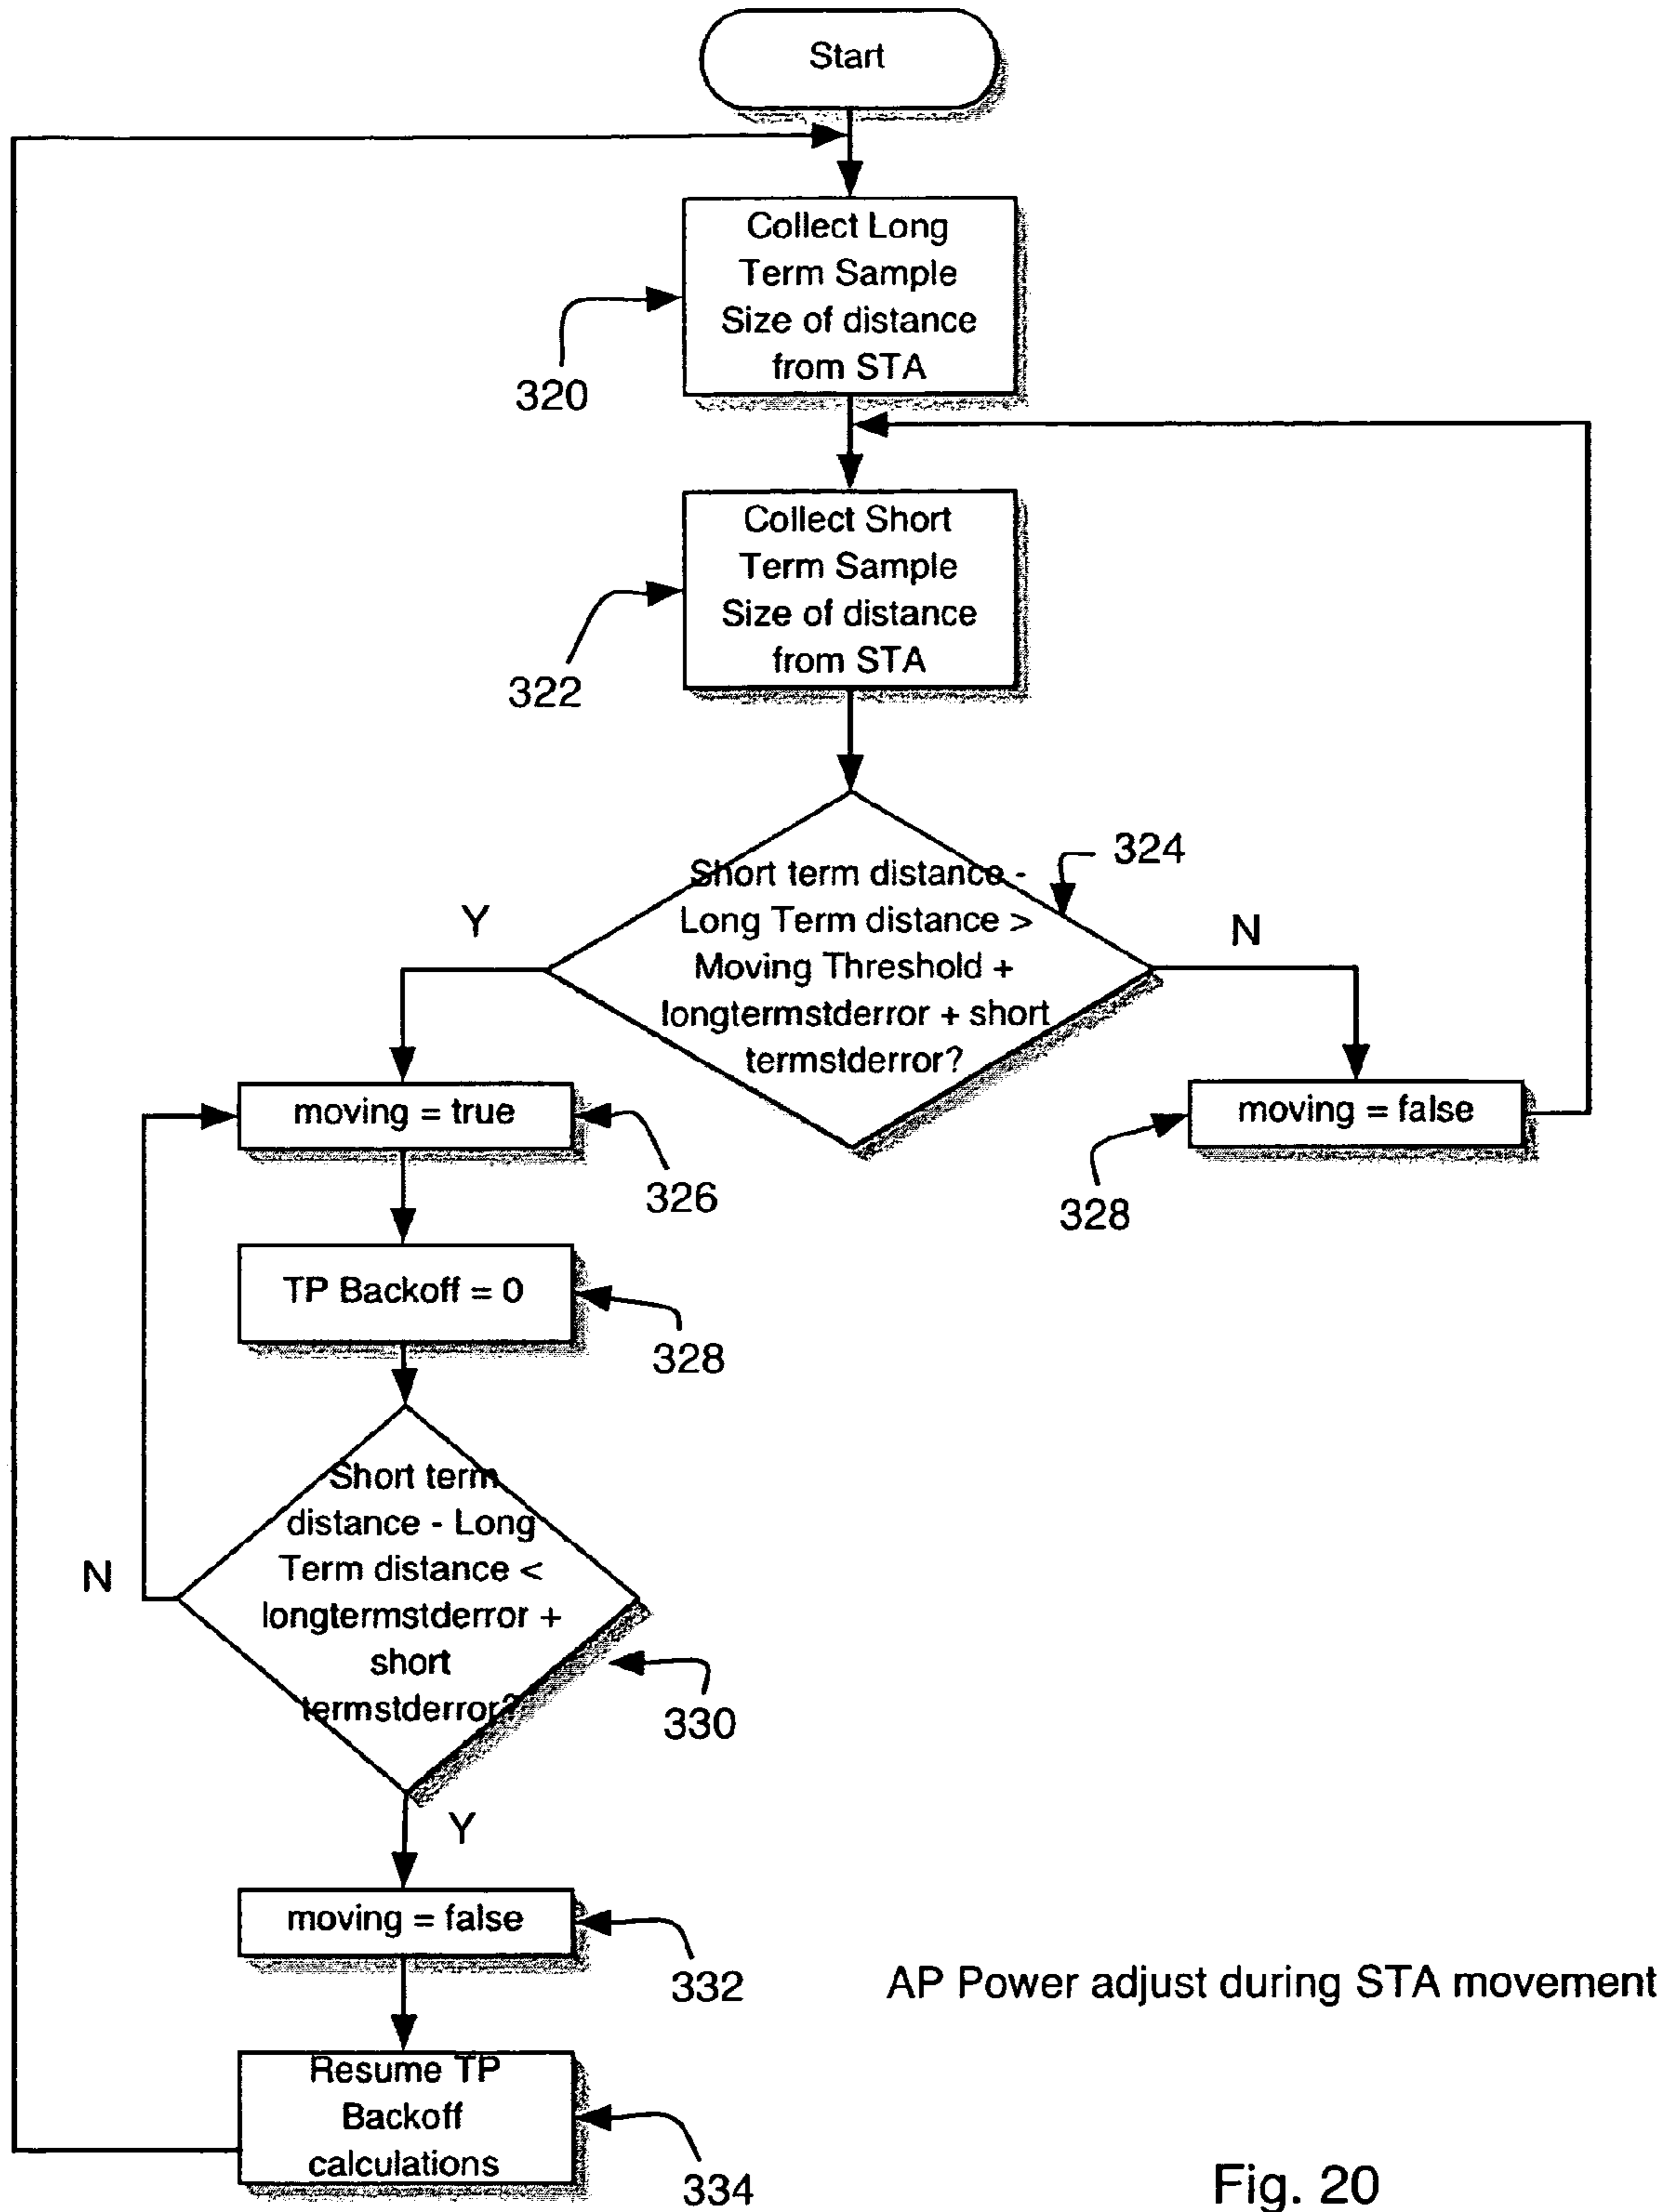 Start
Collect Long
Term Sample
Size of distance
from STA
320
Collect Short
Term Sample
Size of distance
from STA
322
Short term distance -
Long Term distance >
Moving Threshold +
longtermstderror + short
termstderror?
324
Y
N
moving = true
326
moving = false
328
TP Backoff = 0
328
Short term
distance - Long
Term distance <
longtermstderror +
short
termstderror?
N
330
Y
moving = false
332
AP Power adjust during STA movement
Resume TP
Backoff
calculations
334
Fig. 20